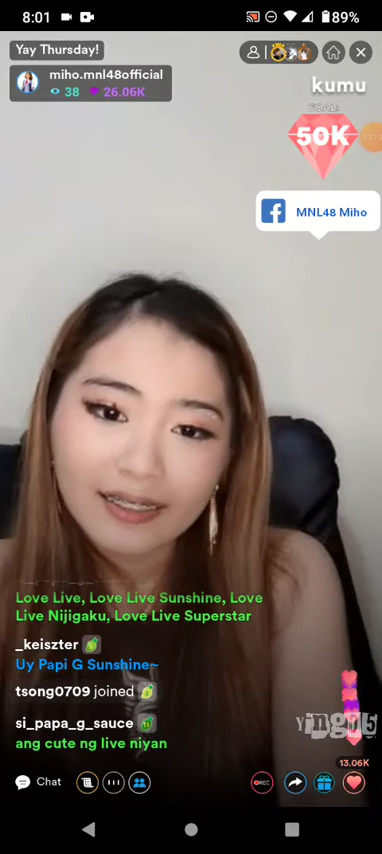 8:01
89%
Yay Thursday!
miho.mnl48official
38 26.06K
kumu
GOAL:
50K
MNL48 Miho
Love Live, Love Live Sunshine, Love
Live Nijigaku, Love Live Superstar
_keiszter
Uy Papi G Sunshine~
tsong0709 joined
si_papa_g_sauce
ang cute ng live niyan
13.06K
Chat
REC